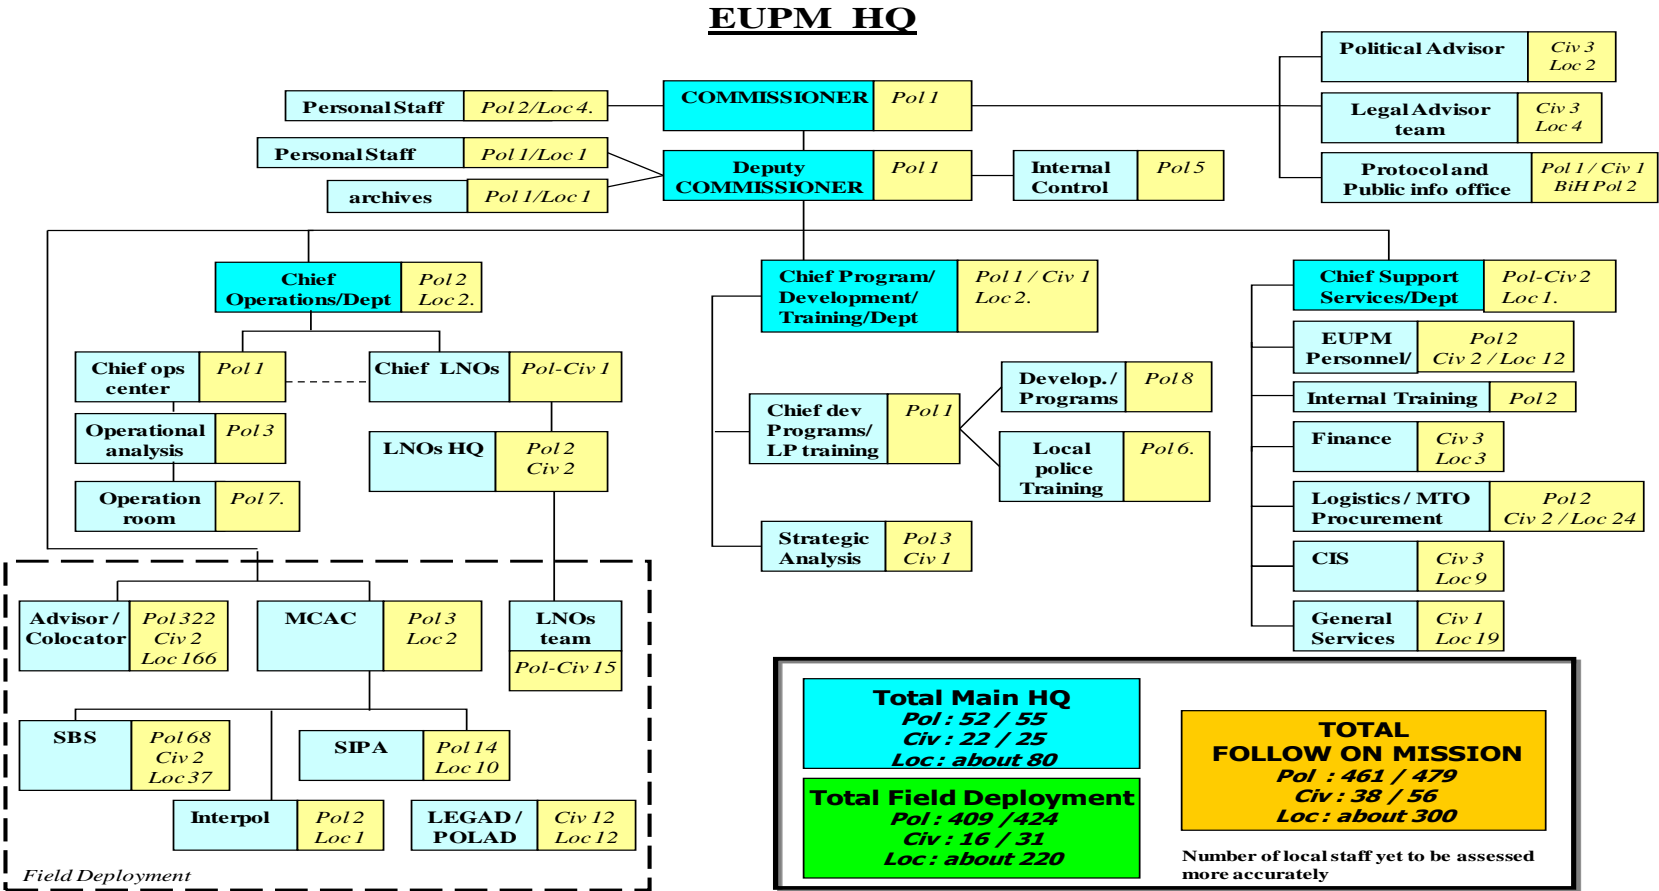 EUPM HQ
Political Advisor
Civ 3
Loc 2
Personal Staff
Pol 2/Loc 4.
COMMISSIONER
Pol 1
Legal Advisor
team
Civ 3
Loc 4
Personal Staff
Pol 1/Loc 1
archives
Pol 1/Loc 1
Deputy
COMMISSIONER
Pol 1
Internal
Control
Pol 5
Protocol and
Public info office
Pol 1 / Civ 1
BiH Pol 2
Chief
Operations/Dept
Pol 2
Loc 2.
Chief Program/
Development/
Training/Dept
Pol 1 / Civ 1
Loc 2.
Chief Support
Services/Dept
Pol-Civ 2
Loc 1.
Chief ops
center
Pol 1
Chief LNOs
Pol-Civ 1
Operational
analysis
Pol 3
LNOs HQ
Pol 2
Civ 2
Operation
room
Pol 7.
Chief dev
Programs/
LP training
Pol 1
Develop. /
Programs
Pol 8
Local
police
Training
Pol 6.
Strategic
Analysis
Pol 3
Civ 1
EUPM
Personnel/
Pol 2
Civ 2 / Loc 12
Internal Training
Pol 2
Finance
Civ 3
Loc 3
Logistics / MTO
Procurement
Pol 2
Civ 2 / Loc 24
CIS
Civ 3
Loc 9
General
Services
Civ 1
Loc 19
Advisor /
Colocator
Pol 322
Civ 2
Loc 166
MCAC
Pol 3
Loc 2
LNOs
team
Pol-Civ 15
SBS
Pol 68
Civ 2
Loc 37
SIPA
Pol 14
Loc 10
Interpol
Pol 2
Loc 1
LEGAD /
POLAD
Civ 12
Loc 12
Field Deployment
Total Main HQ
Pol : 52 / 55
Civ : 22 / 25
Loc : about 80
Total Field Deployment
Pol : 409 /424
Civ : 16 / 31
Loc : about 220
TOTAL
FOLLOW ON MISSION
Pol : 461 / 479
Civ : 38 / 56
Loc : about 300
Number of local staff yet to be assessed
more accurately